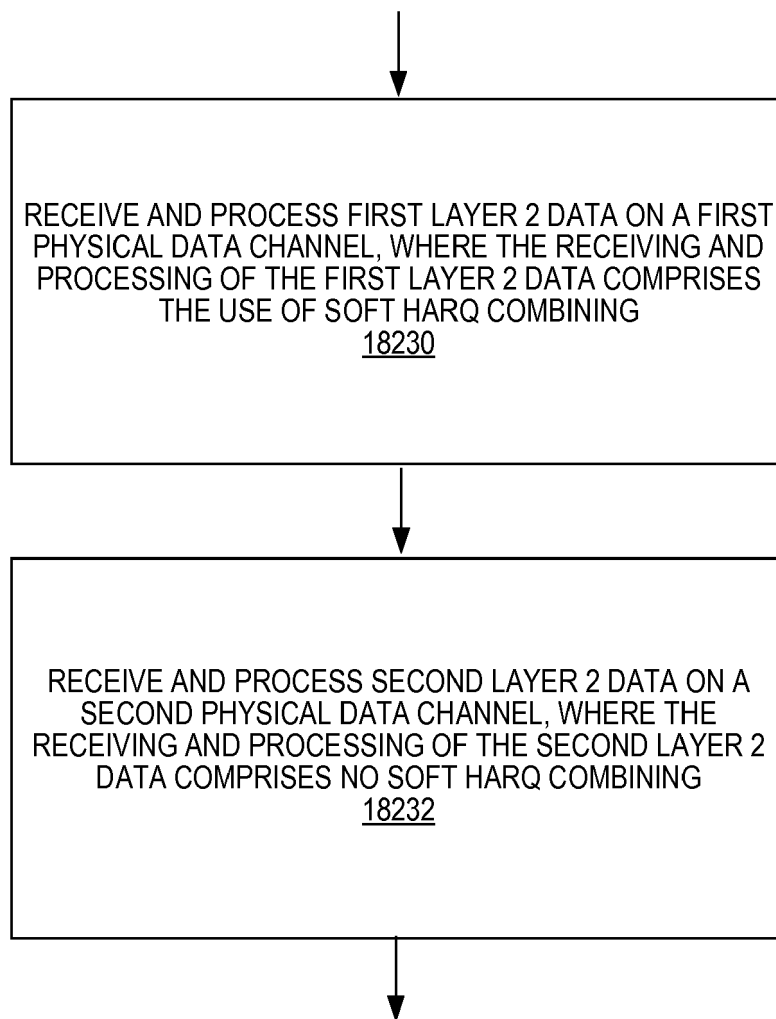 RECEIVE AND PROCESS FIRST LAYER 2 DATA ON A FIRST
PHYSICAL DATA CHANNEL, WHERE THE RECEIVING AND
PROCESSING OF THE FIRST LAYER 2 DATA COMPRISES
THE USE OF SOFT HARQ COMBINING
18230
RECEIVE AND PROCESS SECOND LAYER 2 DATA ON A
SECOND PHYSICAL DATA CHANNEL, WHERE THE
RECEIVING AND PROCESSING OF THE SECOND LAYER 2
DATA COMPRISES NO SOFT HARQ COMBINING
18232